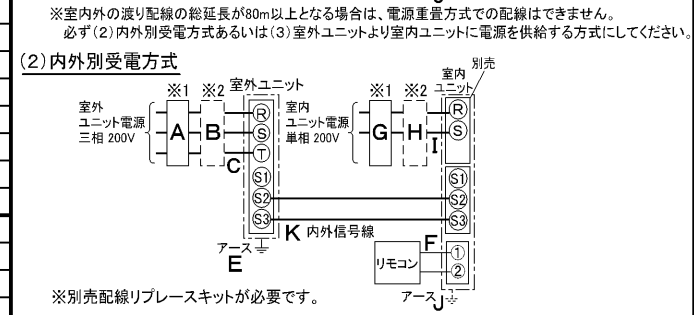 ※室内外の渡り配線の総延長が80m以上となる場合は、電源重畳方式での配線はできません。
必ず(2)内外別受電方式あるいは(3)室外ユニットより室内ユニットに電源を供給する方式にしてください。
(2)内外別受電方式
室外
ユニット電源
三相 200V
※1
※2
A
B
C
室外ユニット
R
S
T
S1
S2
S3
アース
E
室内
ユニット電源
単相 200V
※1
※2
G
H
I
室内
ユニット
別売
R
S
S1
S2
S3
K 内外信号線
リモコン
F
①
②
アース
J
※別売配線リプレースキットが必要です。